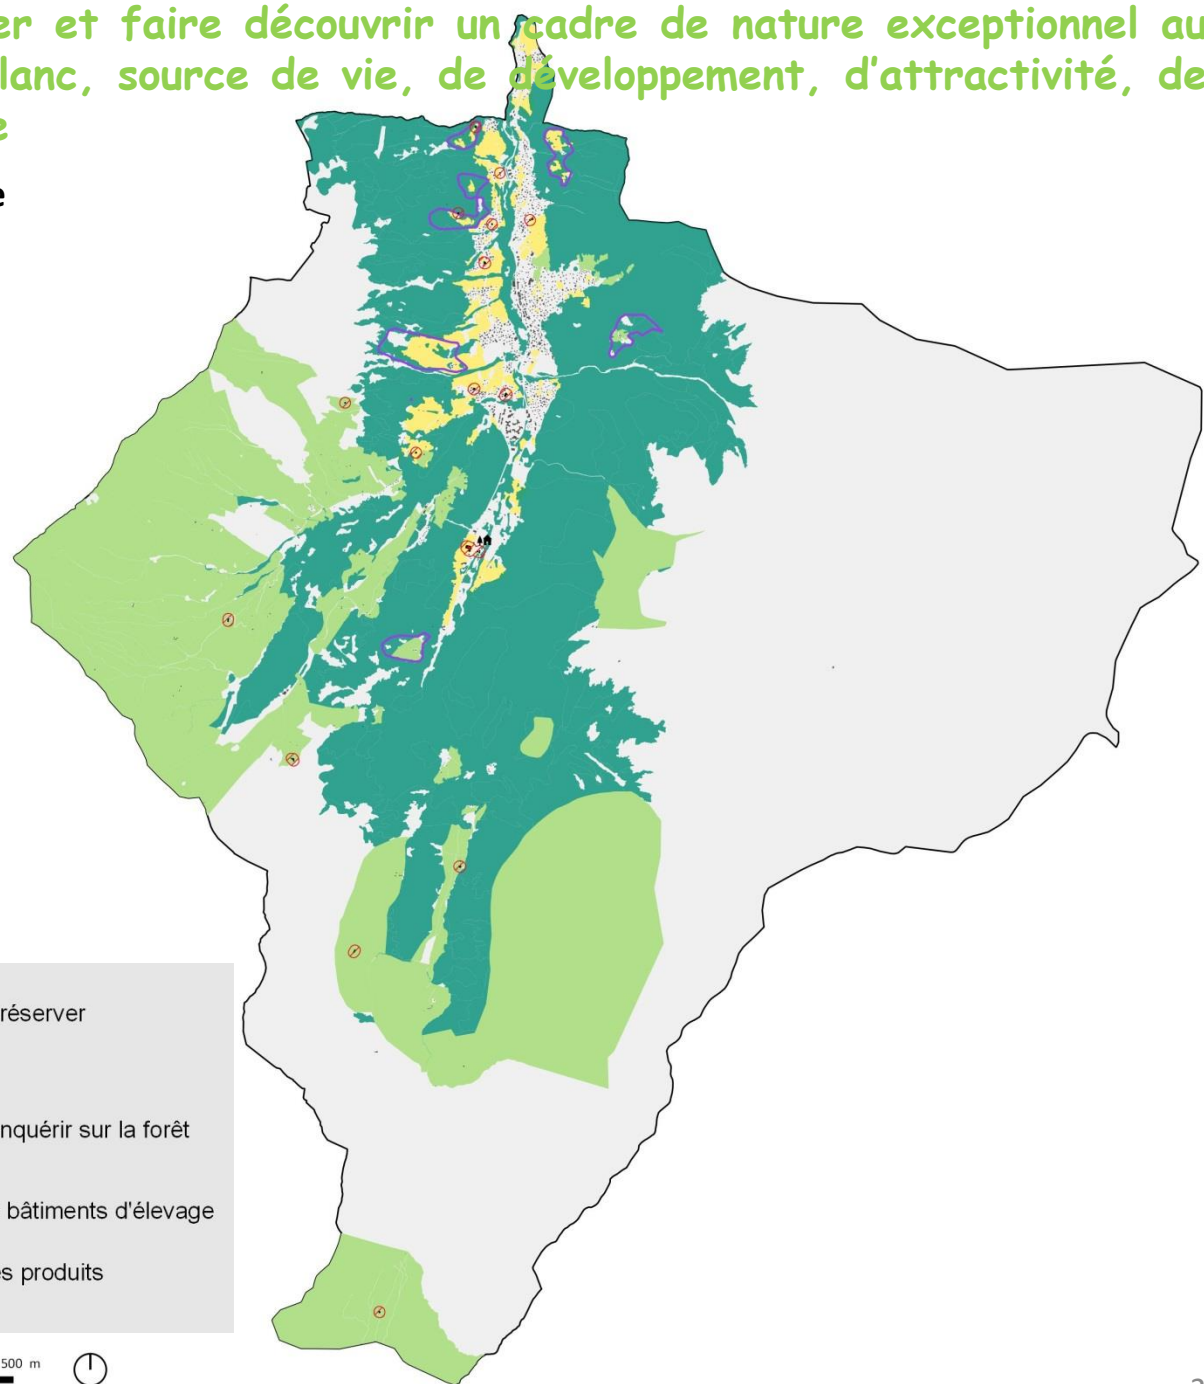 er et faire découvrir un cadre de nature exceptionnel au
lanc, source de vie, de développement, d'attractivité, de
e
e
réserver
nquérir sur la forêt
bâtiments d'élevage
es produits
500 m